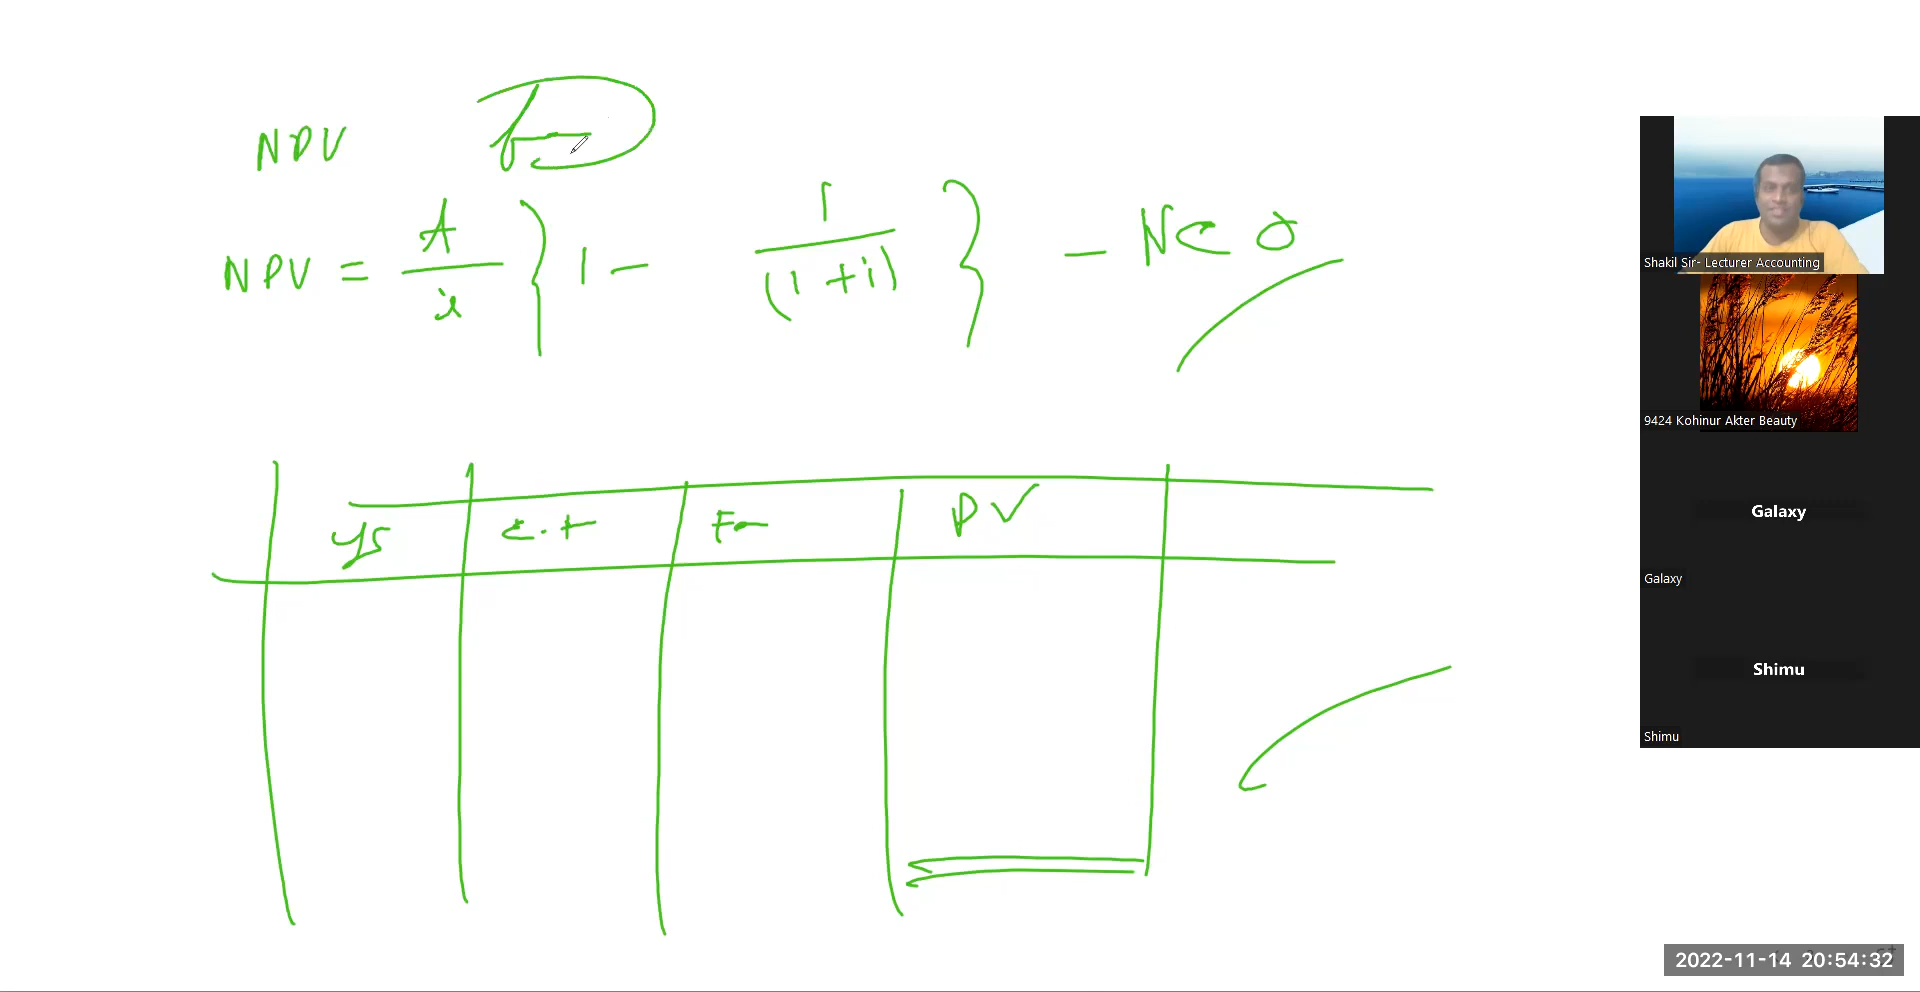 NPV
NPV = A/i {1 - 1/(1+i)} - NCO
yrs C.F PV
Shakil Sir- Lecturer Accounting
9424 Kohinur Akter Beauty
Galaxy
Galaxy
Shimu
Shimu
2022-11-14 20:54:32